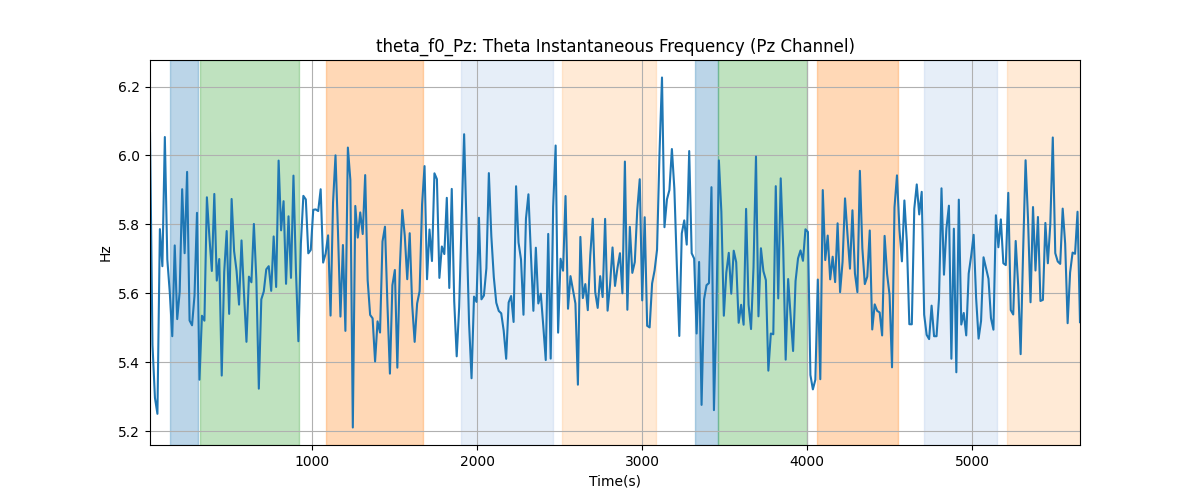 theta_f0_Pz: Theta Instantaneous Frequency (Pz Channel)
6.2
6.0
5.8
5.6
5.4
5.2
Hz
1000 2000 3000 4000 5000
Time(s)